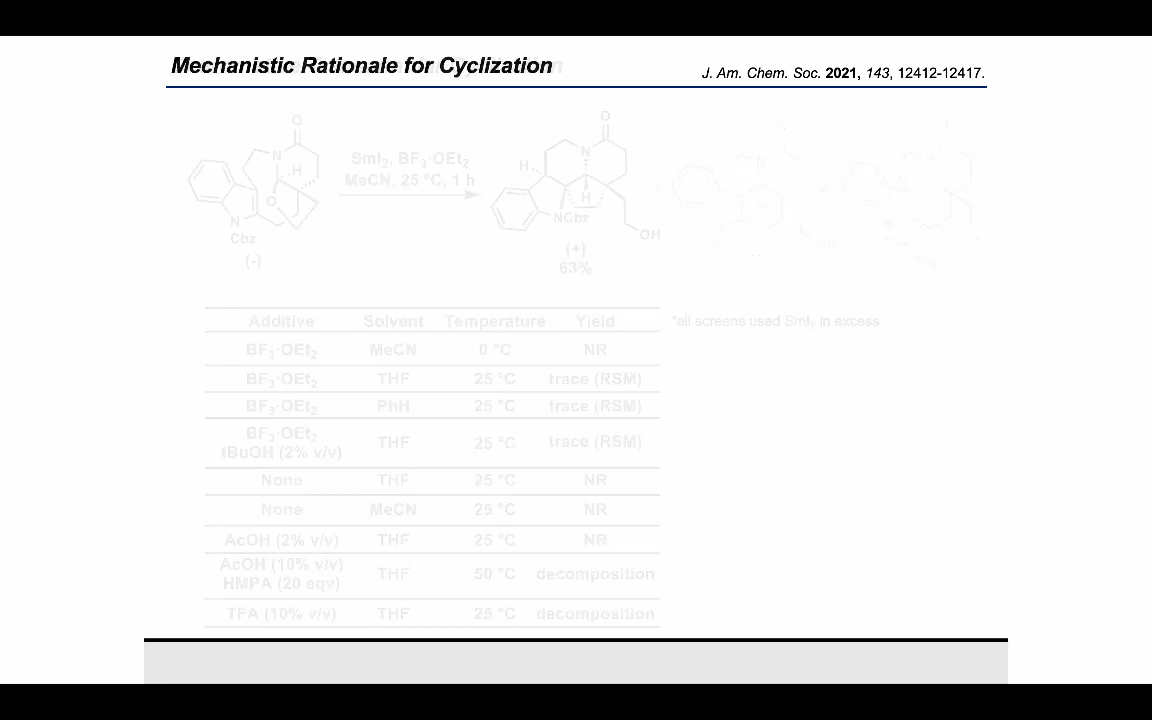 Mechanistic Rationale for Cyclization
J. Am. Chem. Soc. 2021, 143, 12412-12417.
O
N
H
O
N
Cbz
(-)
SmI₂, BF₃·OEt₂
MeCN, 25 °C, 1 h
O
H
N
H
NCbz
OH
(+)
63%
+
+
*all screens used SmI₂ in excess
Additive Solvent Temperature Yield
BF₃·OEt₂ MeCN 0 °C NR
BF₃·OEt₂ THF 25 °C trace (RSM)
BF₃·OEt₂ PhH 25 °C trace (RSM)
BF₃·OEt₂
tBuOH (2% v/v) THF 25 °C trace (RSM)
None THF 25 °C NR
None MeCN 25 °C NR
AcOH (2% v/v) THF 25 °C NR
AcOH (10% v/v)
HMPA (20 eqv) THF 50 °C decomposition
TFA (10% v/v) THF 25 °C decomposition